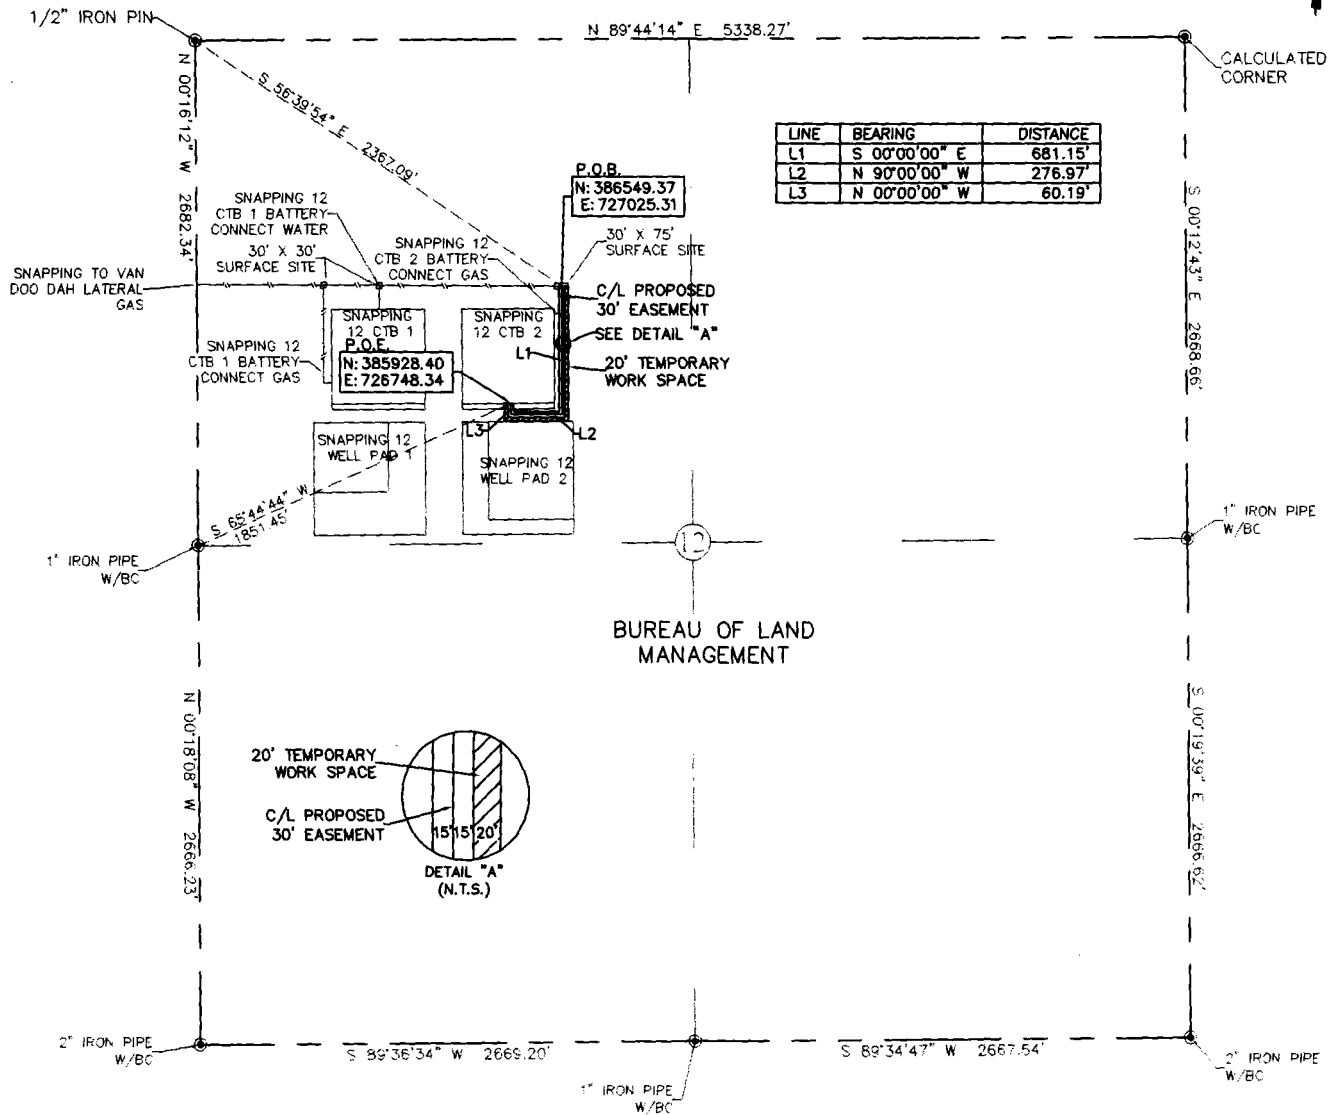 1/2" IRON PIN
N 89°44'14" E 5338.27'
CALCULATED
CORNER
N 00°16'12" W 2682.34'
S 56°39'54" E
2367.09'
LINE BEARING DISTANCE
L1 S 00°00'00" E 681.15'
L2 N 90°00'00" W 276.97'
L3 N 00°00'00" W 60.19'
P.O.B.
N: 386549.37
E: 727025.31
SNAPPING 12
CTB 1 BATTERY
CONNECT WATER
30' X 30'
SURFACE SITE
SNAPPING 12
CTB 2 BATTERY
CONNECT GAS
30' X 75'
SURFACE SITE
S 00°12'43" E 2668.66'
SNAPPING TO VAN
DOO DAH LATERAL
GAS
C/L PROPOSED
30' EASEMENT
SNAPPING
12 CTB 1
SNAPPING
12 CTB 2
SEE DETAIL "A"
P.O.E.
N: 385928.40
E: 726748.34
SNAPPING 12
CTB 1 BATTERY
CONNECT GAS
L1
20' TEMPORARY
WORK SPACE
L3
L2
SNAPPING 12
WELL PAD 1
SNAPPING 12
WELL PAD 2
S 65°44'44" W
1851.45'
1" IRON PIPE
W/BC
12
1" IRON PIPE
W/BC
BUREAU OF LAND
MANAGEMENT
N 00°18'08" W 2666.23'
S 00°19'39" E 2666.62'
20' TEMPORARY
WORK SPACE
C/L PROPOSED
30' EASEMENT
15' 15' 20'
DETAIL "A"
(N.T.S.)
2" IRON PIPE
W/BC
S 89°36'34" W 2669.20'
S 89°34'47" W 2667.54'
2" IRON PIPE
W/BC
1" IRON PIPE
W/BC